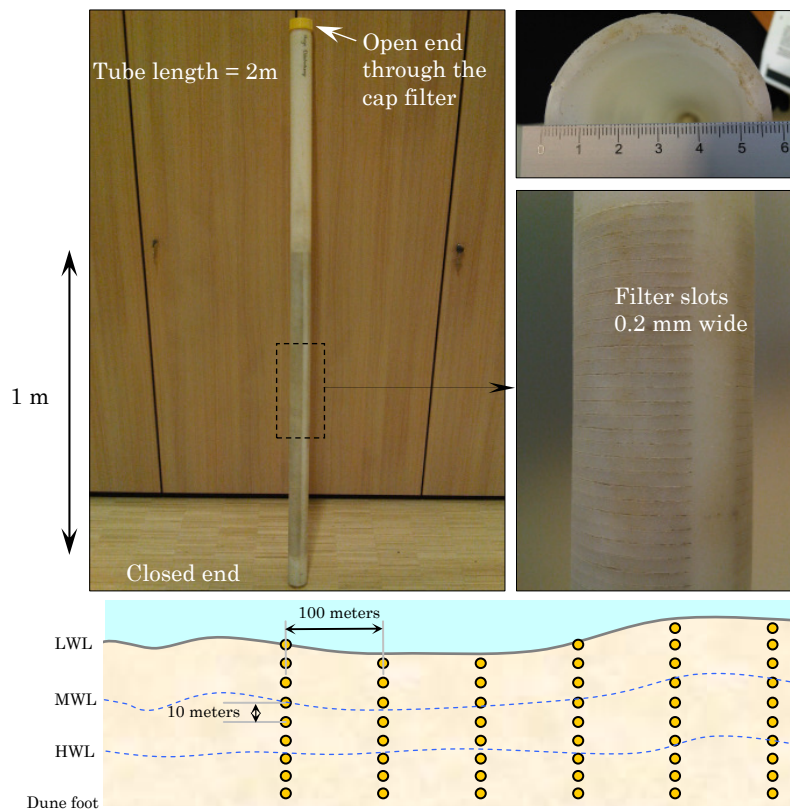 Tube length = 2m
Open end
through the
cap filter
0 1 2 3 4 5 6
Filter slots
0.2 mm wide
1 m
Closed end
100 meters
LWL
MWL
10 meters
HWL
Dune foot